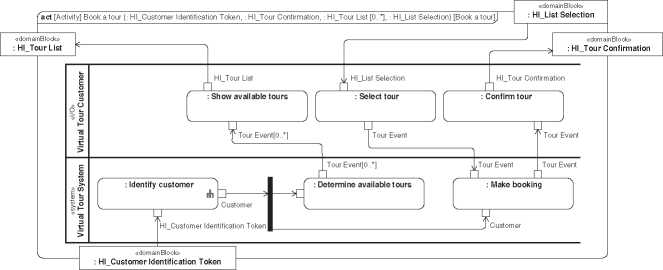 act [Activity] Book a tour ( : HI_Customer Identification Token, : HI_Tour Confirmation, : HI_Tour List [0..*], : HI_List Selection) [Book a tour]
«domainBlock»
: HI_List Selection
«domainBlock»
: HI_Tour List
«domainBlock»
: HI_Tour Confirmation
HI_Tour List
HI_List Selection
HI_Tour Confirmation
«I/O»
Virtual Tour Customer
: Show available tours
: Select tour
: Confirm tour
Tour Event[0..*]
Tour Event
Tour Event
Tour Event[0..*]
Tour Event
Tour Event
«system»
Virtual Tour System
: Identify customer
: Determine available tours
: Make booking
Customer
HI_Customer Identification Token
Customer
«domainBlock»
: HI_Customer Identification Token